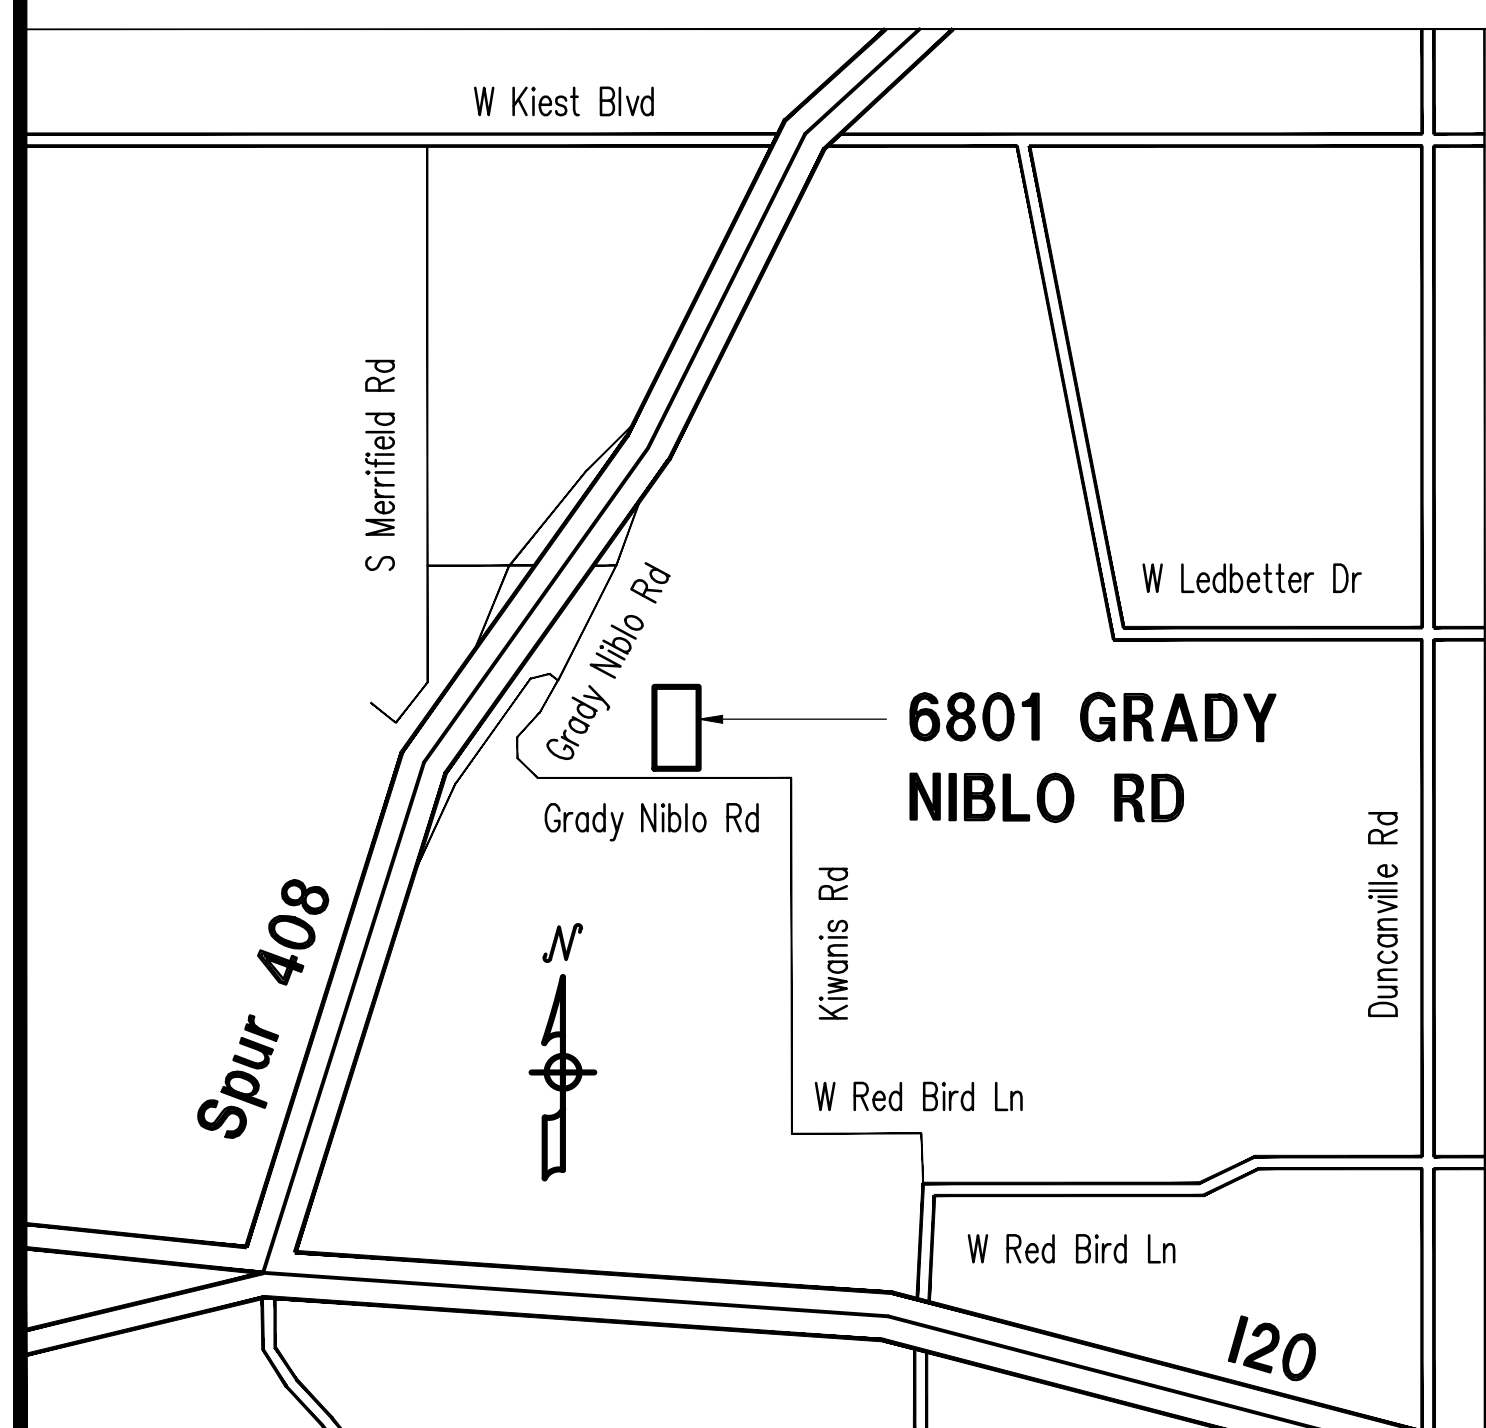 W Kiest Blvd
S Merrifield Rd
W Ledbetter Dr
Grady Niblo Rd
6801 GRADY
NIBLO RD
Grady Niblo Rd
Kiwanis Rd
Duncanville Rd
Spur 408
N
W Red Bird Ln
W Red Bird Ln
I20